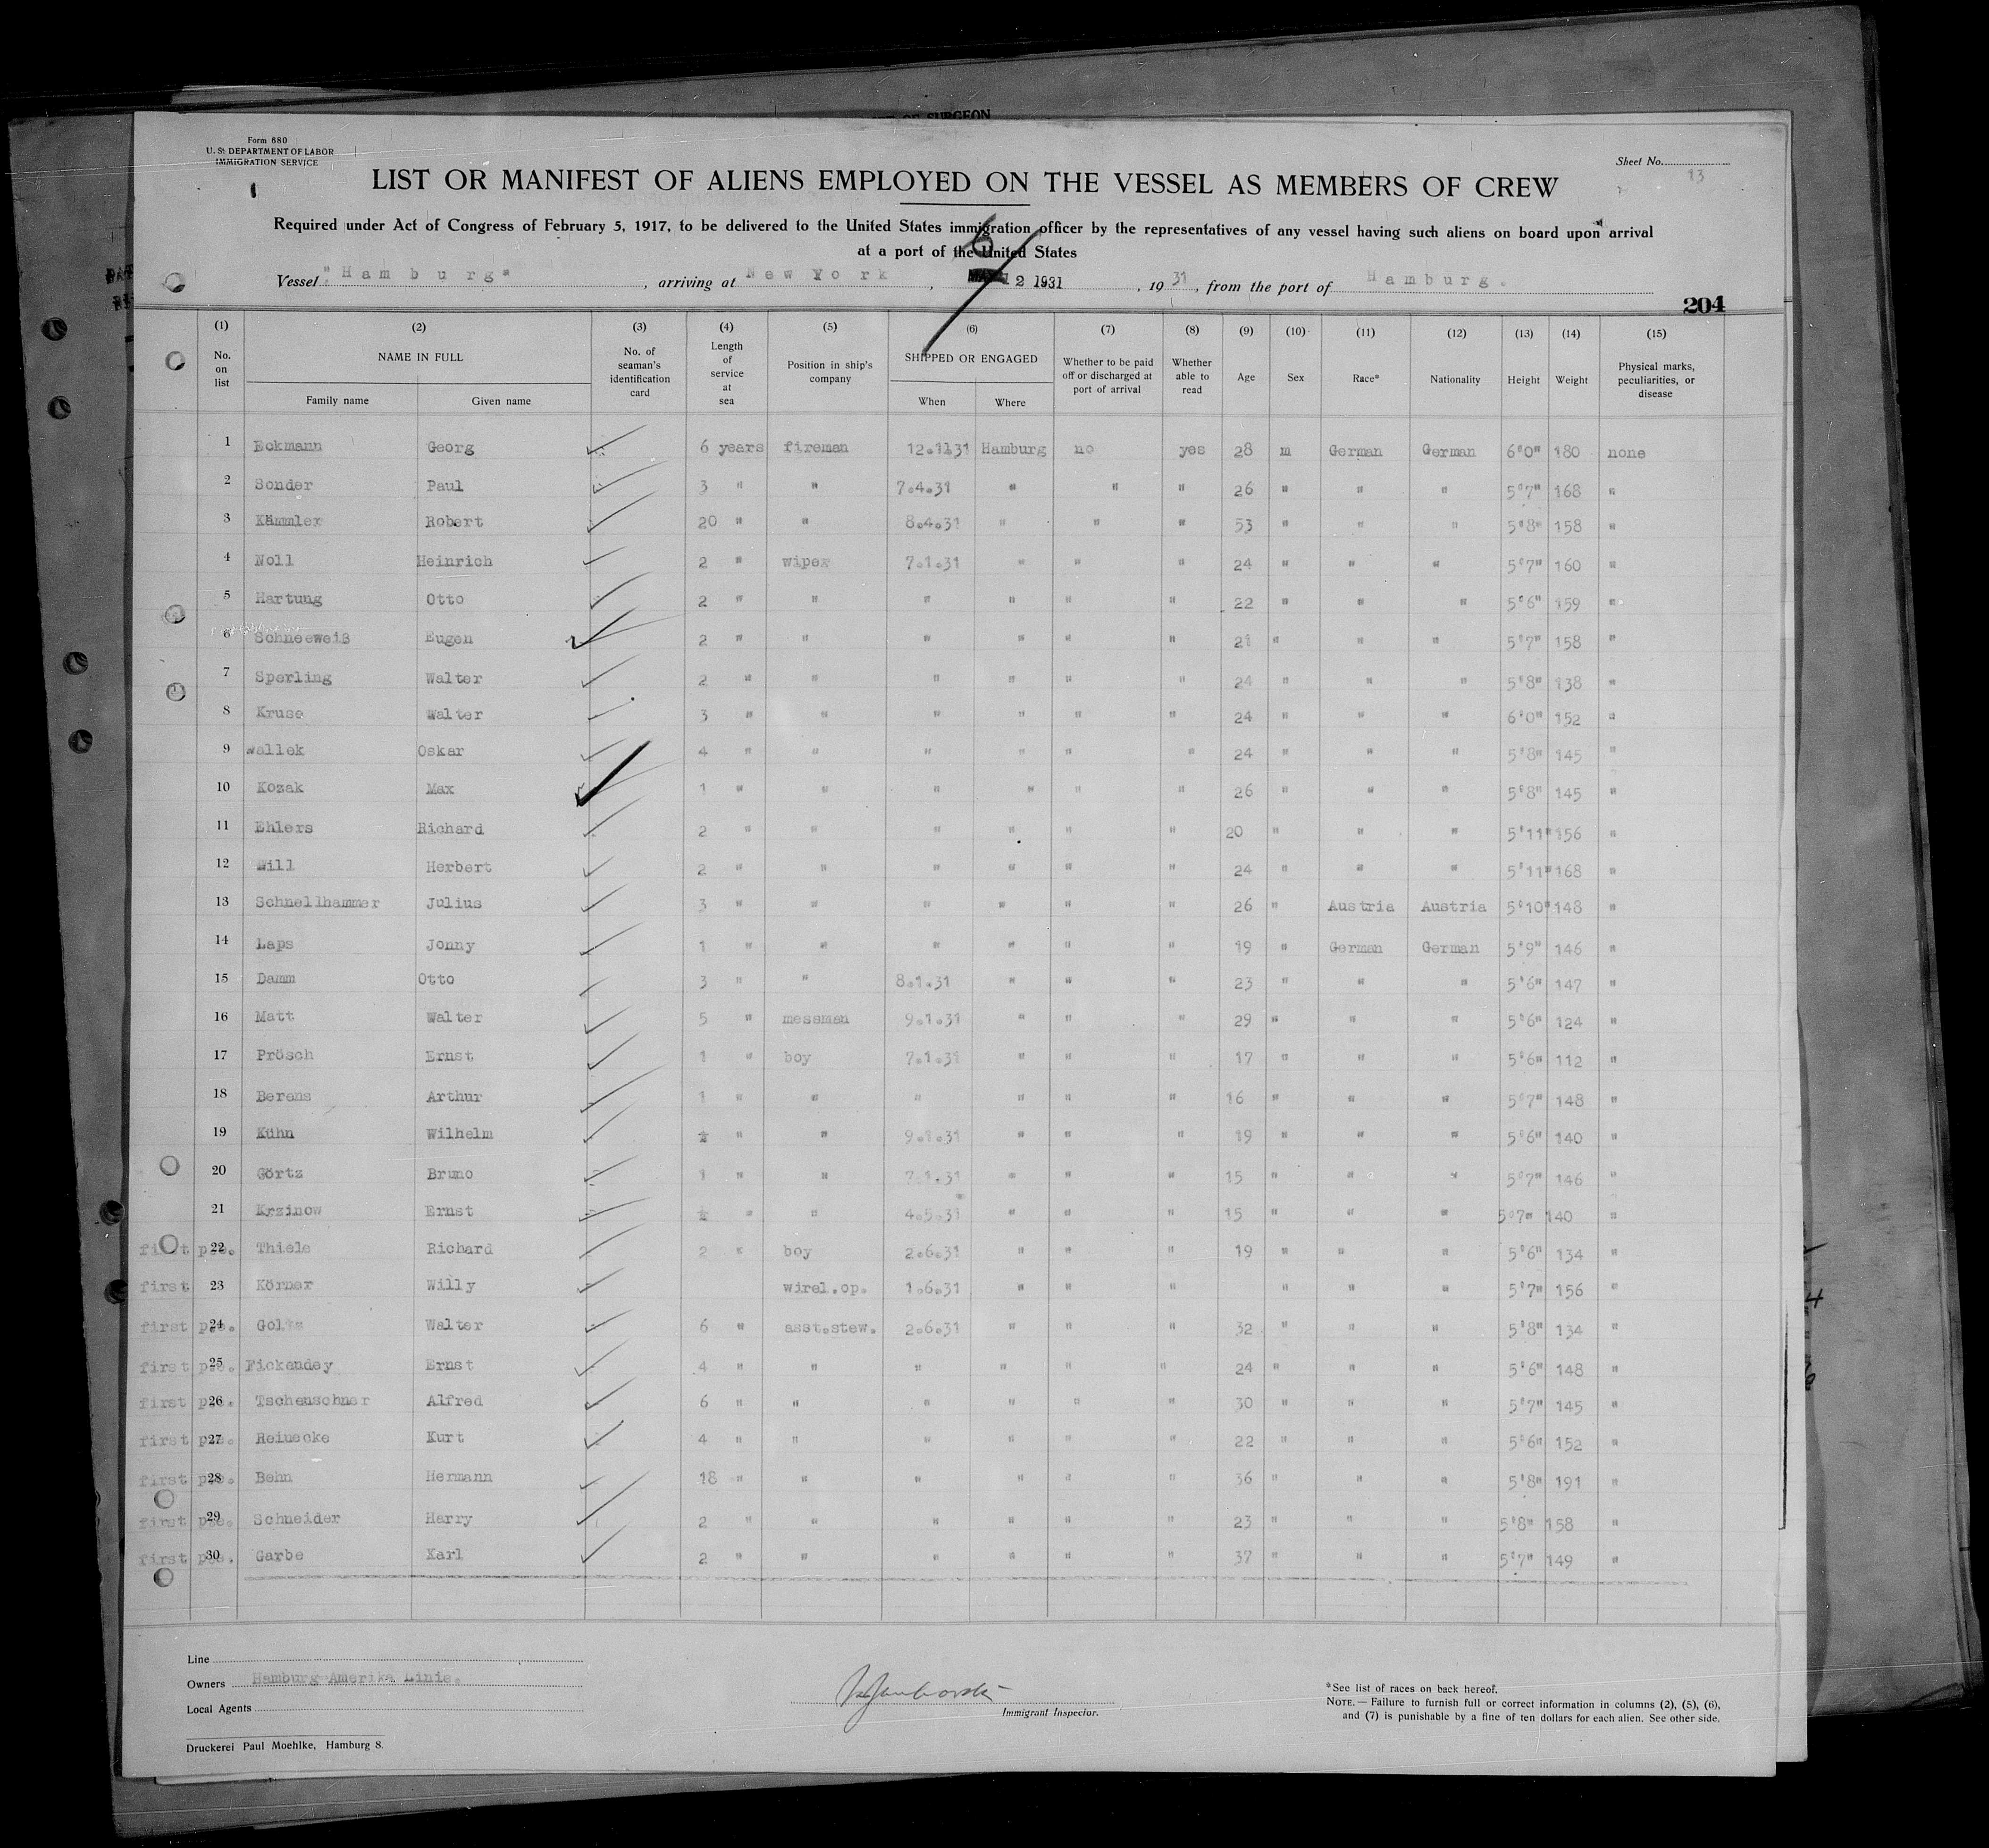 OF SURGEON
Form 680
U. S. DEPARTMENT OF LABOR
IMMIGRATION SERVICE
Sheet No.
13
LIST OR MANIFEST OF ALIENS EMPLOYED ON THE VESSEL AS MEMBERS OF CREW
Required under Act of Congress of February 5, 1917, to be delivered to the United States immigration officer by the representatives of any vessel having such aliens on board upon arrival
at a port of the United States
Vessel "Hamburg", arriving at New York, MAY 12 1931, 1931, from the port of Hamburg.
204
(1) (2) (3) (4) (5) (6) (7) (8) (9) (10) (11) (12) (13) (14) (15)
No. on list NAME IN FULL Family name Given name No. of seaman's identification card Length of service at sea Position in ship's company SHIPPED OR ENGAGED When Where Whether to be paid off or discharged at port of arrival Whether able to read Age Sex Race* Nationality Height Weight Physical marks, peculiarities, or disease
1 Eckmann Georg 6 years fireman 12.1.31 Hamburg no yes 28 m German German 6'0" 180 none
2 Sonder Paul 3 " " 7.4.31 " " " 26 " " " 5'7" 168 "
3 Kämmler Robert 20 " " 8.4.31 " " " 53 " " " 5'8" 158 "
4 Noll Heinrich 2 " wiper 7.1.31 " " " 24 " " " 5'7" 160 "
5 Hartung Otto 2 " " " " " " 22 " " " 5'6" 159 "
6 Schneeweiß Eugen 2 " " " " " " 21 " " " 5'7" 158 "
7 Sperling Walter 2 " " " " " " 24 " " " 5'8" 138 "
8 Kruse Walter 3 " " " " " " 24 " " " 6'0" 152 "
9 Wallek Oskar 4 " " " " " " 24 " " " 5'8" 145 "
10 Kozak Max 1 " " " " " " 26 " " " 5'8" 145 "
11 Ehlers Richard 2 " " " " " " 20 " " " 5'11" 156 "
12 Will Herbert 2 " " " " " " 24 " " " 5'11" 168 "
13 Schnellhammer Julius 3 " " " " " " 26 " Austria Austria 5'10" 148 "
14 Laps Jonny 1 " " " " " " 19 " German German 5'9" 146 "
15 Damm Otto 3 " " 8.1.31 " " " 23 " " " 5'6" 147 "
16 Matt Walter 5 " messman 9.1.31 " " " 29 " " " 5'6" 124 "
17 Prösch Ernst 1 " boy 7.1.31 " " " 17 " " " 5'6" 112 "
18 Berens Arthur 1 " " " " " " 16 " " " 5'7" 148 "
19 Kühn Wilhelm ½ " " 9.1.31 " " " 19 " " " 5'6" 140 "
20 Görtz Bruno 1 " " 7.1.31 " " " 15 " " " 5'7" 146 "
21 Krzinow Ernst ½ " " 4.5.31 " " " 15 " " " 5'7" 140 "
first 22 Thiele Richard 2 " boy 2.6.31 " " " 19 " " " 5'6" 134 "
first 23 Körner Willy wirel.op. 1.6.31 " " " " " " 5'7" 156 "
first 24 Goltz Walter 6 " asst.stew. 2.6.31 " " " 32 " " " 5'8" 134 "
first 25 Fickendey Ernst 4 " " " " " " 24 " " " 5'6" 148 "
first 26 Tschenschner Alfred 6 " " " " " " 30 " " " 5'7" 145 "
first 27 Reinecke Kurt 4 " " " " " " 22 " " " 5'6" 152 "
first 28 Behn Hermann 18 " " " " " " 36 " " " 5'8" 191 "
first 29 Schneider Harry 2 " " " " " " 23 " " " 5'8" 158 "
first 30 Garbe Karl 2 " " " " " " 37 " " " 5'7" 149 "
Line
Owners Hamburg-Amerika Linie.
Local Agents
Immigrant Inspector.
*See list of races on back hereof.
NOTE.— Failure to furnish full or correct information in columns (2), (5), (6),
and (7) is punishable by a fine of ten dollars for each alien. See other side.
Druckerei Paul Moehlke, Hamburg 8.